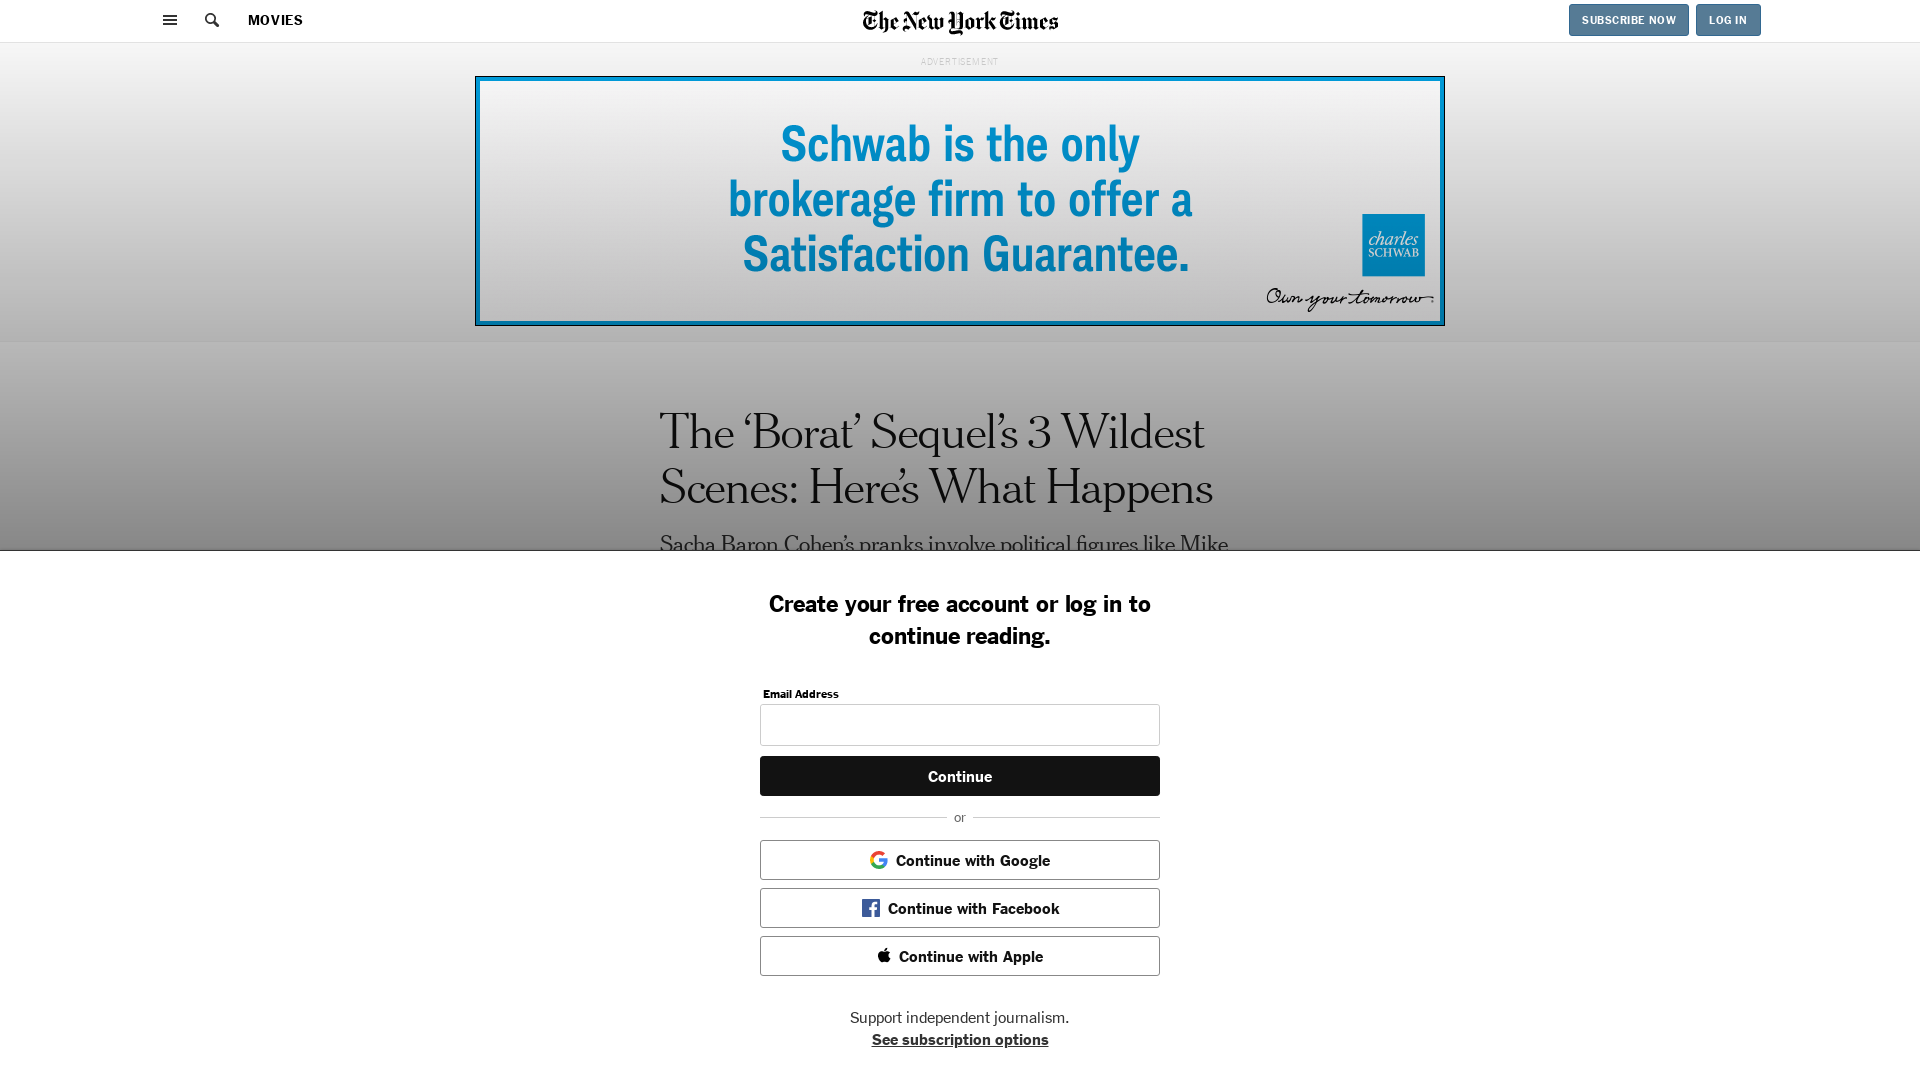 MOVIES
The New York Times
SUBSCRIBE NOW
LOG IN
ADVERTISEMENT
Schwab is the only
brokerage firm to offer a
Satisfaction Guarantee.
charles
SCHWAB
Own your tomorrow
The ‘Borat’ Sequel’s 3 Wildest
Scenes: Here’s What Happens
Sacha Baron Cohen’s pranks involve political figures like Mike
Create your free account or log in to
continue reading.
Email Address
Continue
or
Continue with Google
Continue with Facebook
Continue with Apple
Support independent journalism.
See subscription options